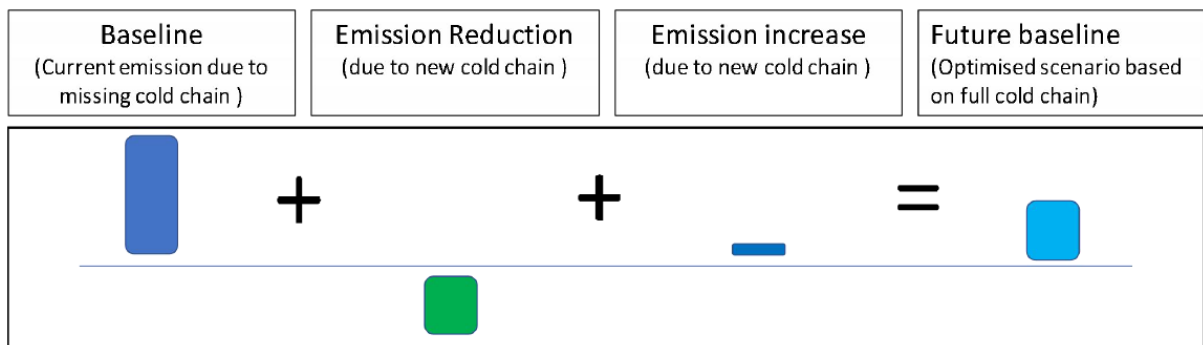 Baseline
(Current emission due to
missing cold chain )
Emission Reduction
(due to new cold chain )
Emission increase
(due to new cold chain )
Future baseline
(Optimised scenario based
on full cold chain)
+ + =